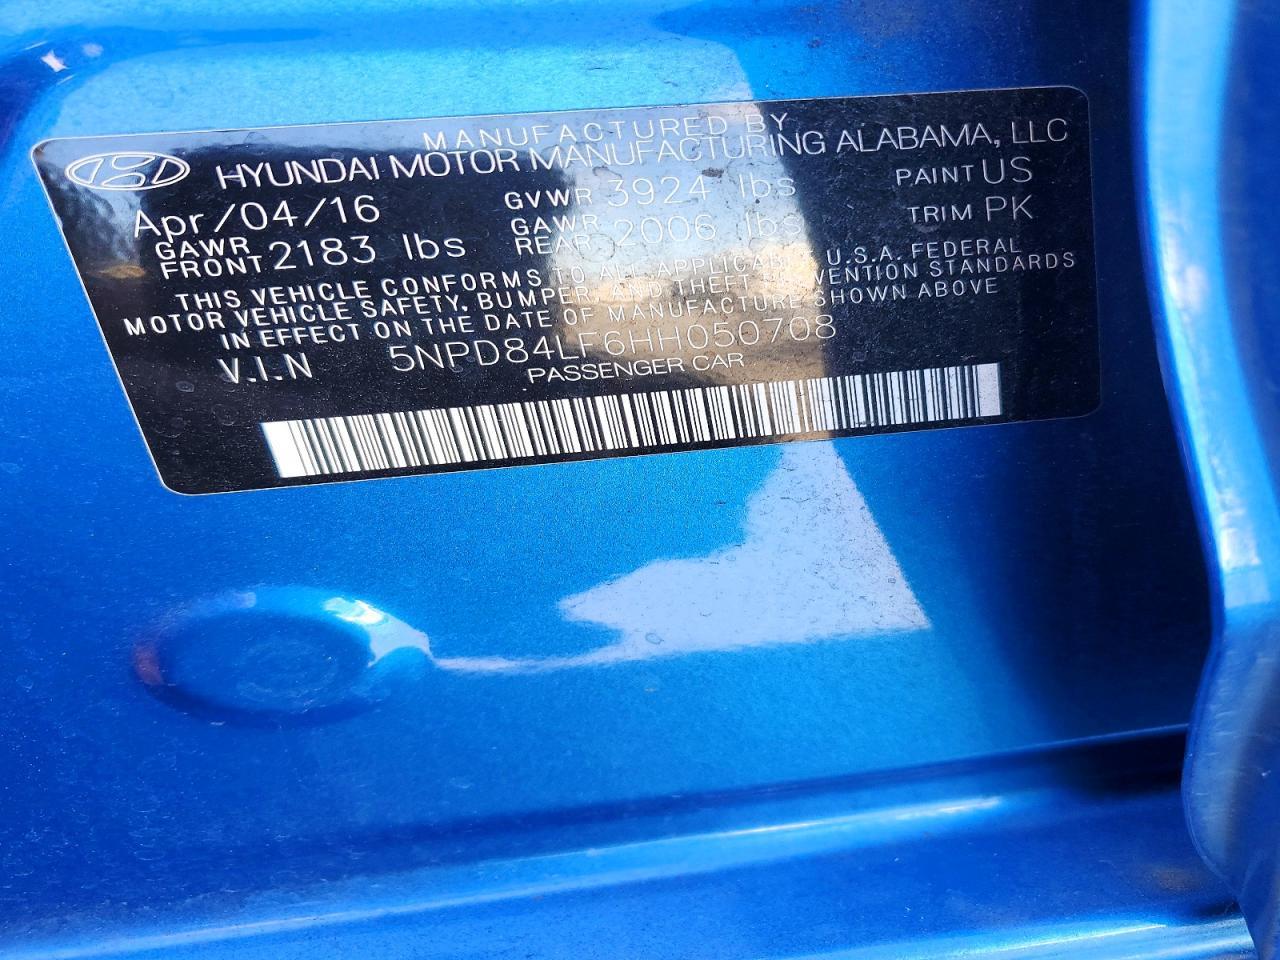 MANUFACTURED BY
HYUNDAI MOTOR MANUFACTURING ALABAMA, LLC
Apr/04/16 GVWR 3924 lbs PAINT US
GAWR FRONT 2183 lbs GAWR REAR 2006 lbs TRIM PK
THIS VEHICLE CONFORMS TO ALL U.S.A. FEDERAL
MOTOR VEHICLE SAFETY, BUMPER, AND THEFT STANDARDS
IN EFFECT ON THE DATE OF MANUFACTURE SHOWN ABOVE
V.I.N 5NPD84LF6HH050708
PASSENGER CAR